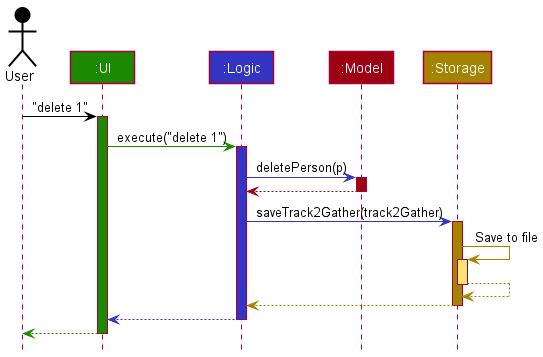 User
:UI
:Logic
:Model
:Storage
"delete 1"
execute("delete 1")
deletePerson(p)
saveTrack2Gather(track2Gather)
Save to file